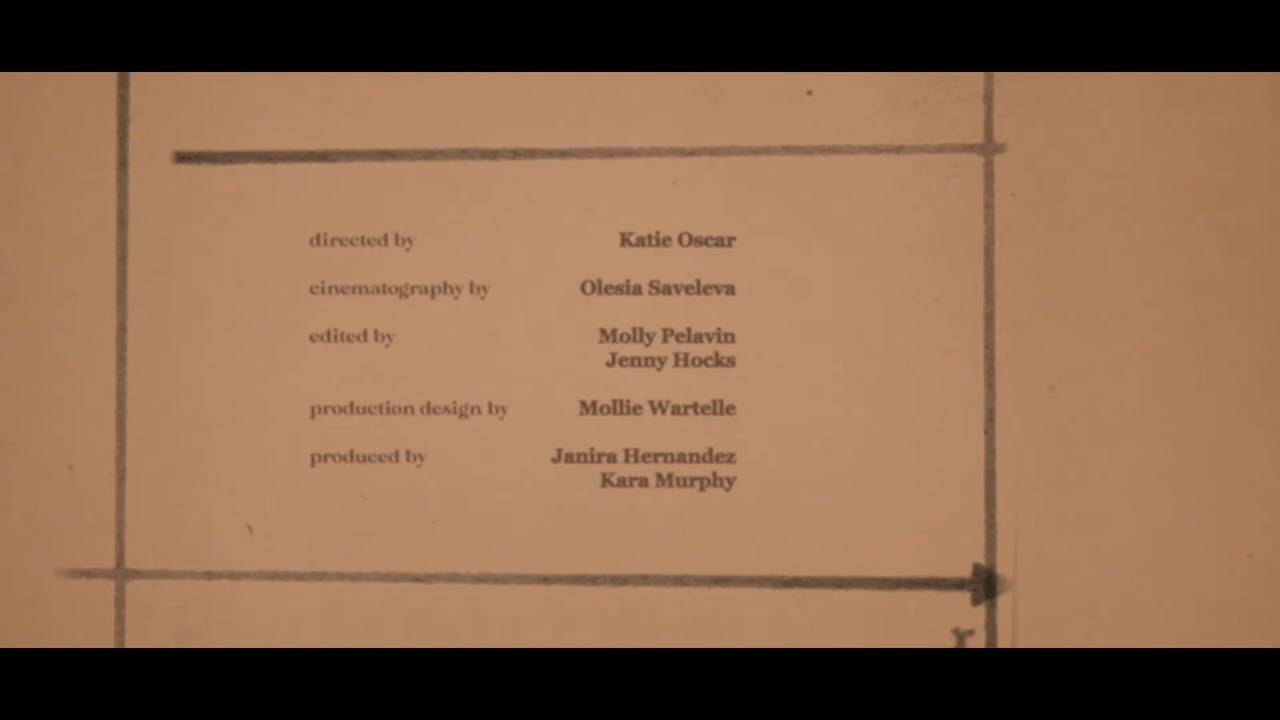 directed by Katie Oscar
cinematography by Olesia Saveleva
edited by Molly Pelavin
Jenny Hocks
production design by Mollie Wartelle
produced by Janira Hernandez
Kara Murphy